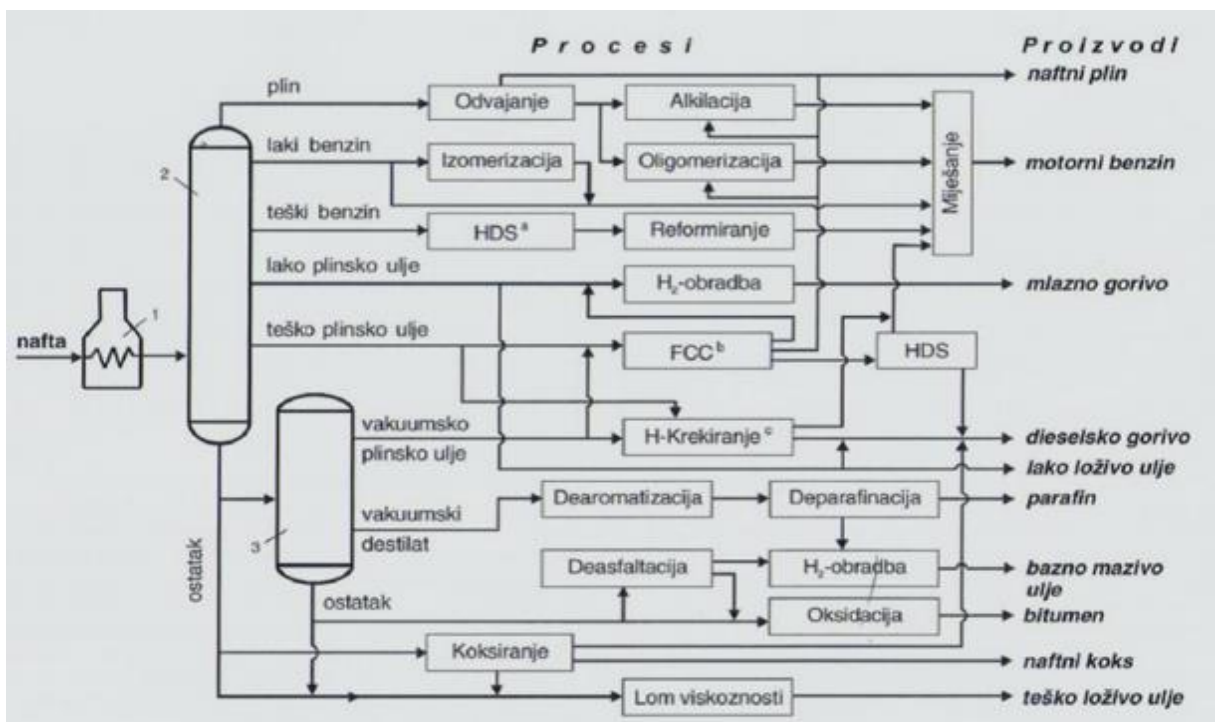 Procesi Proizvodi
plin
naftni plin
Odvajanje
Alkilacija
laki benzin
Izomerizacija
Oligomerizacija
Miješanje
motorni benzin
2
teški benzin
HDS a
Reformiranje
lako plinsko ulje
H2-obradba
mlazno gorivo
1
nafta
teško plinsko ulje
FCC b
HDS
vakuumsko
plinsko ulje
H-Krekiranje c
dieselsko gorivo
lako loživo ulje
vakuumski
destilat
3
Dearomatizacija
Deparafinacija
parafin
ostatak
Deasfaltacija
H2-obradba
bazno mazivo
ulje
ostatak
Oksidacija
bitumen
Koksiranje
naftni koks
Lom viskoznosti
teško loživo ulje